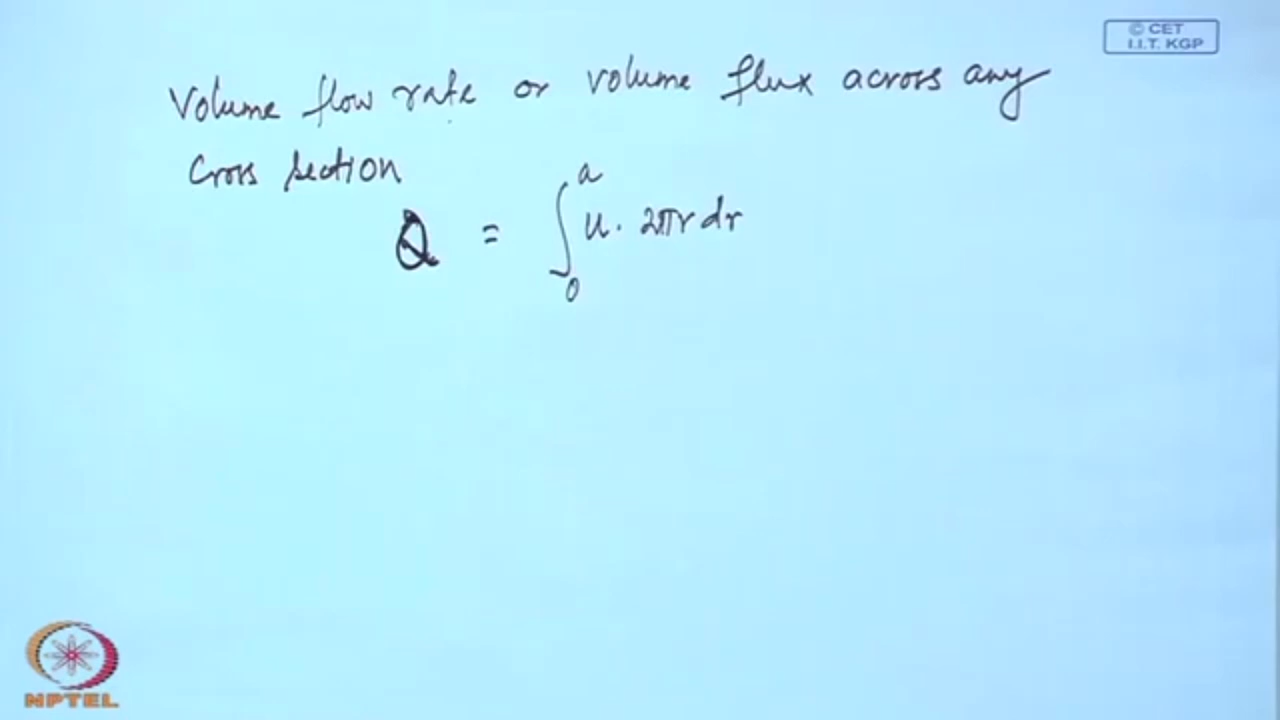 © CET
I.I.T. KGP
Volume flow rate or volume flux across any
Cross section
Q = ∫₀ᵃ u. 2πr dr
NPTEL